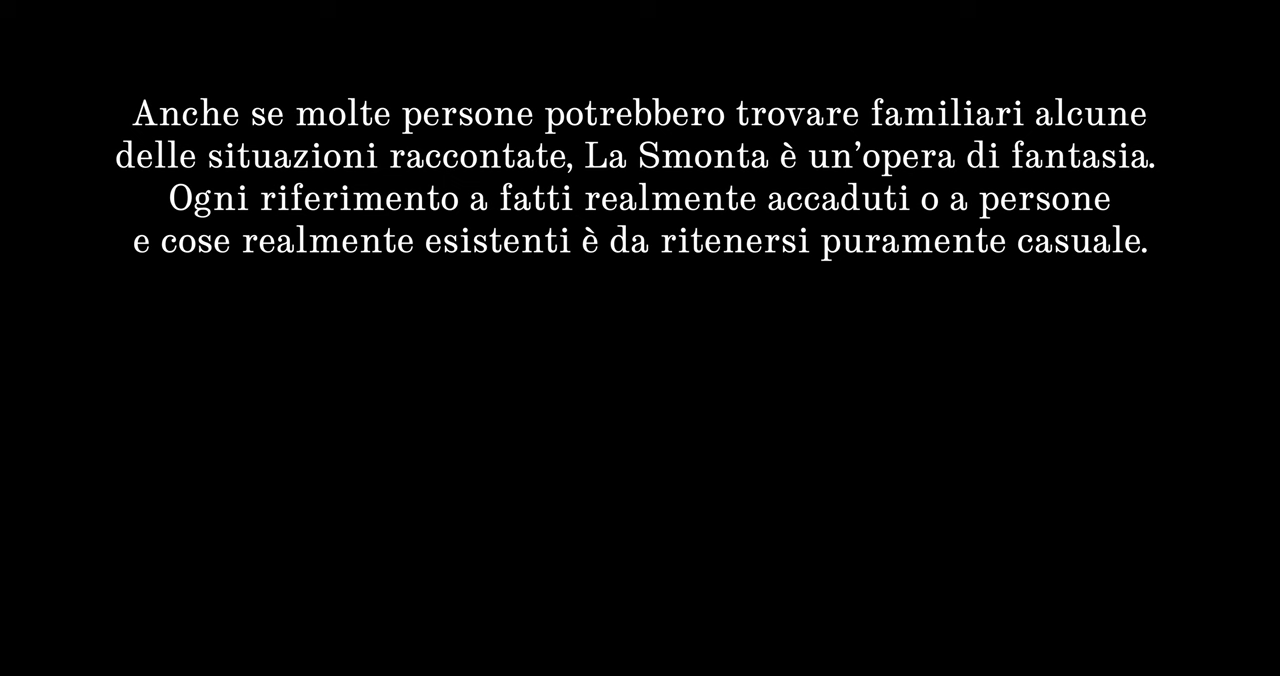 Anche se molte persone potrebbero trovare familiari alcune
delle situazioni raccontate, La Smonta è un’opera di fantasia.
Ogni riferimento a fatti realmente accaduti o a persone
e cose realmente esistenti è da ritenersi puramente casuale.